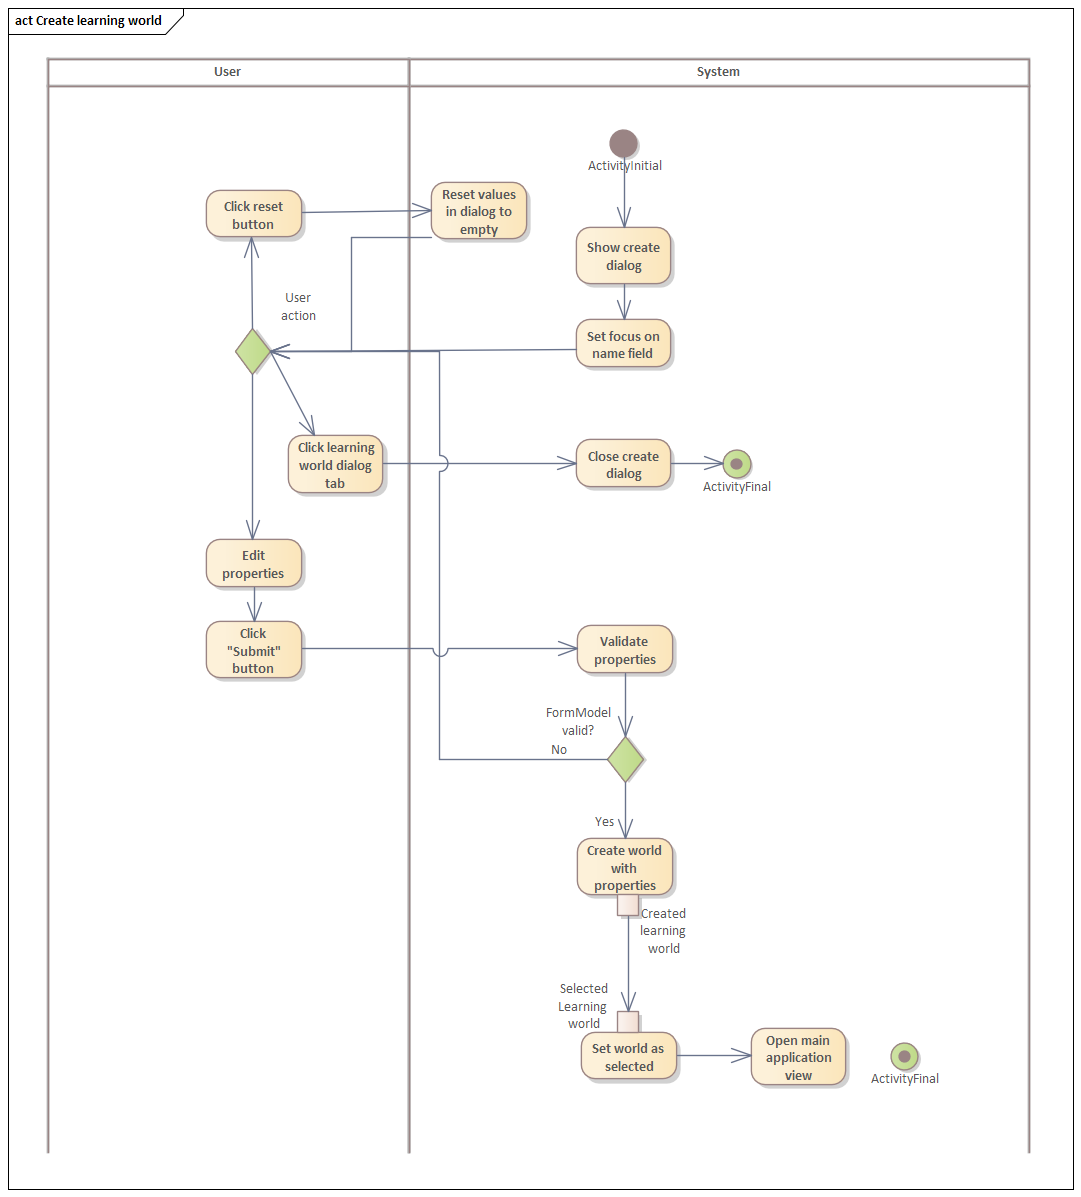 act Create learning world
User
System
ActivityInitial
Click reset
button
Reset values
in dialog to
empty
Show create
dialog
User
action
Set focus on
name field
Click learning
world dialog
tab
Close create
dialog
ActivityFinal
Edit
properties
Click
"Submit"
button
Validate
properties
FormModel
valid?
No
Yes
Create world
with
properties
Created
learning
world
Selected
Learning
world
Set world as
selected
Open main
application
view
ActivityFinal